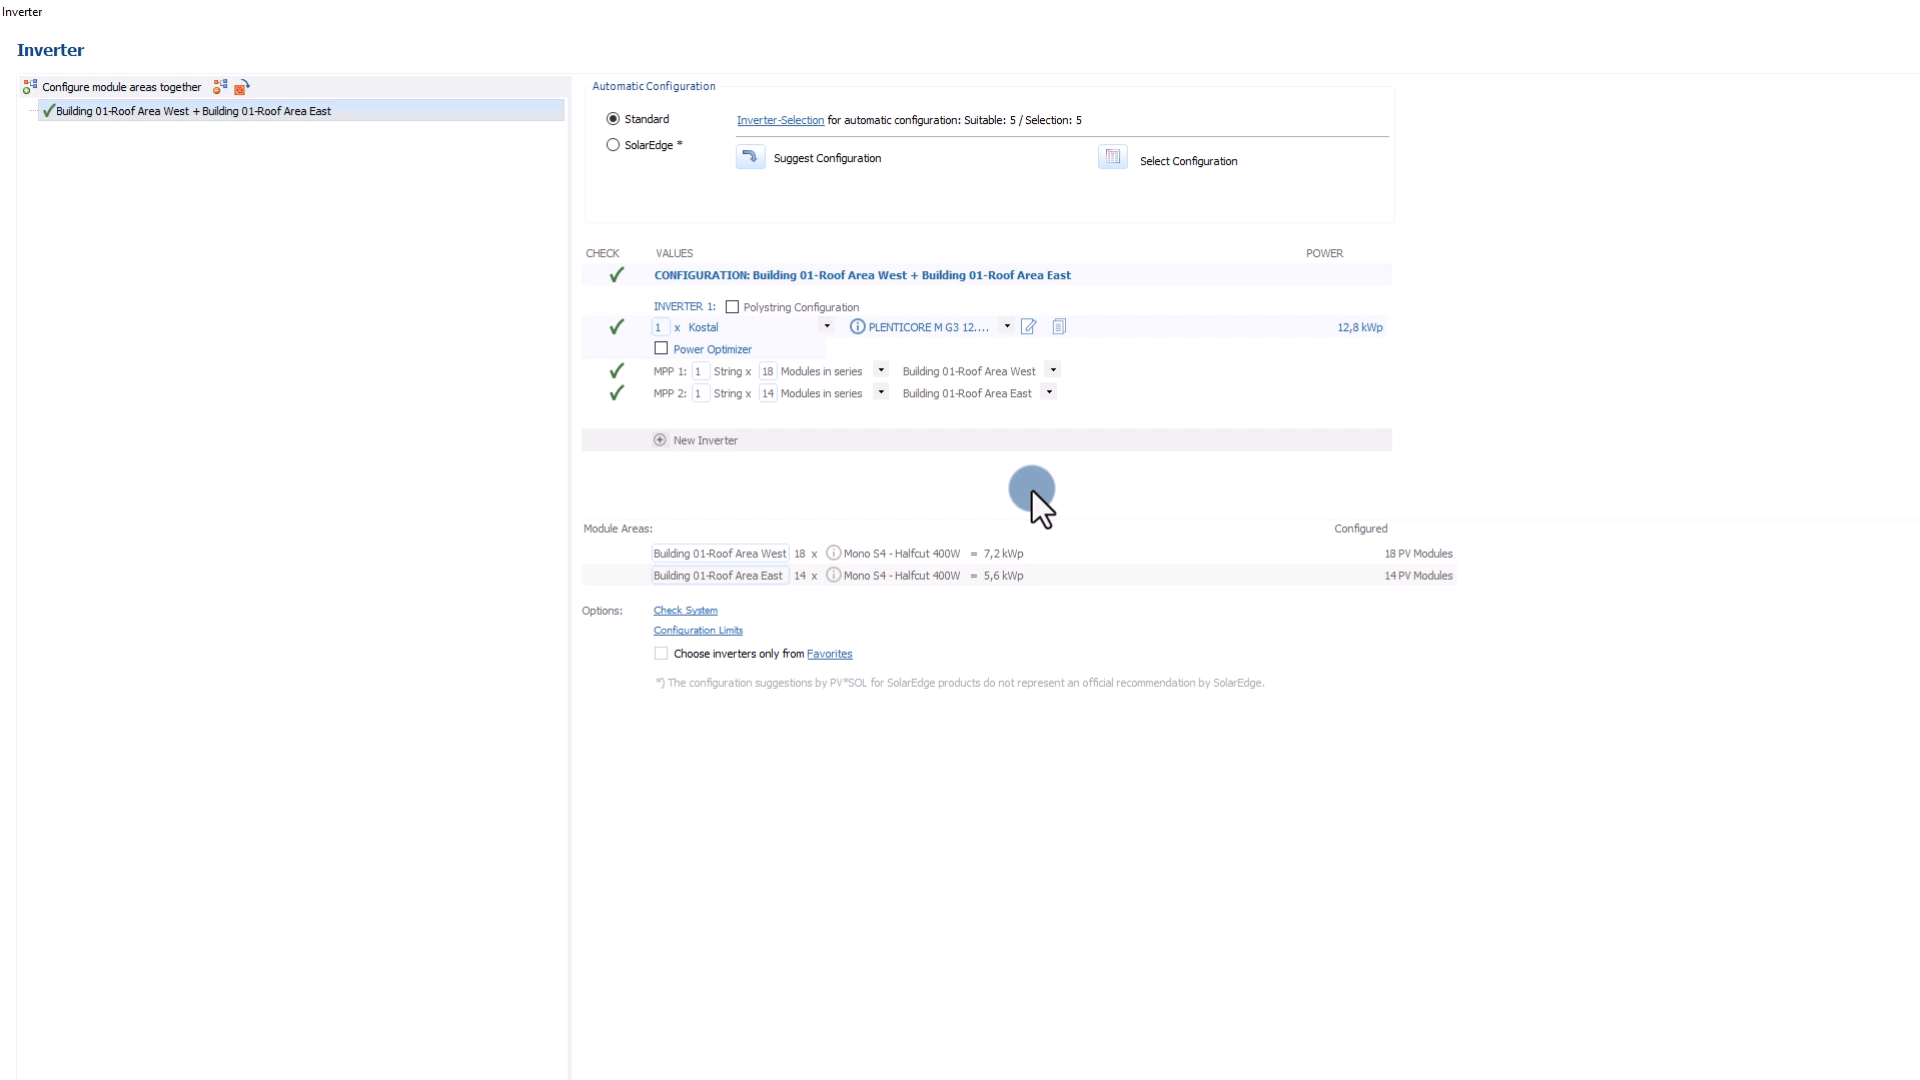 Inverter
Inverter
Configure module areas together
Building 01-Roof Area West + Building 01-Roof Area East
Automatic Configuration
Standard
Inverter-Selection for automatic configuration: Suitable: 5 / Selection: 5
SolarEdge *
Suggest Configuration
Select Configuration
CHECK VALUES POWER
CONFIGURATION: Building 01-Roof Area West + Building 01-Roof Area East
INVERTER 1: Polystring Configuration
1 x Kostal PLENTICORE M G3 12.... 12,8 kWp
Power Optimizer
MPP 1: 1 String x 18 Modules in series Building 01-Roof Area West
MPP 2: 1 String x 14 Modules in series Building 01-Roof Area East
New Inverter
Module Areas: Configured
Building 01-Roof Area West 18 x Mono S4 - Halfcut 400W = 7,2 kWp 18 PV Modules
Building 01-Roof Area East 14 x Mono S4 - Halfcut 400W = 5,6 kWp 14 PV Modules
Options: Check System
Configuration Limits
Choose inverters only from Favorites
*) The configuration suggestions by PV*SOL for SolarEdge products do not represent an official recommendation by SolarEdge.